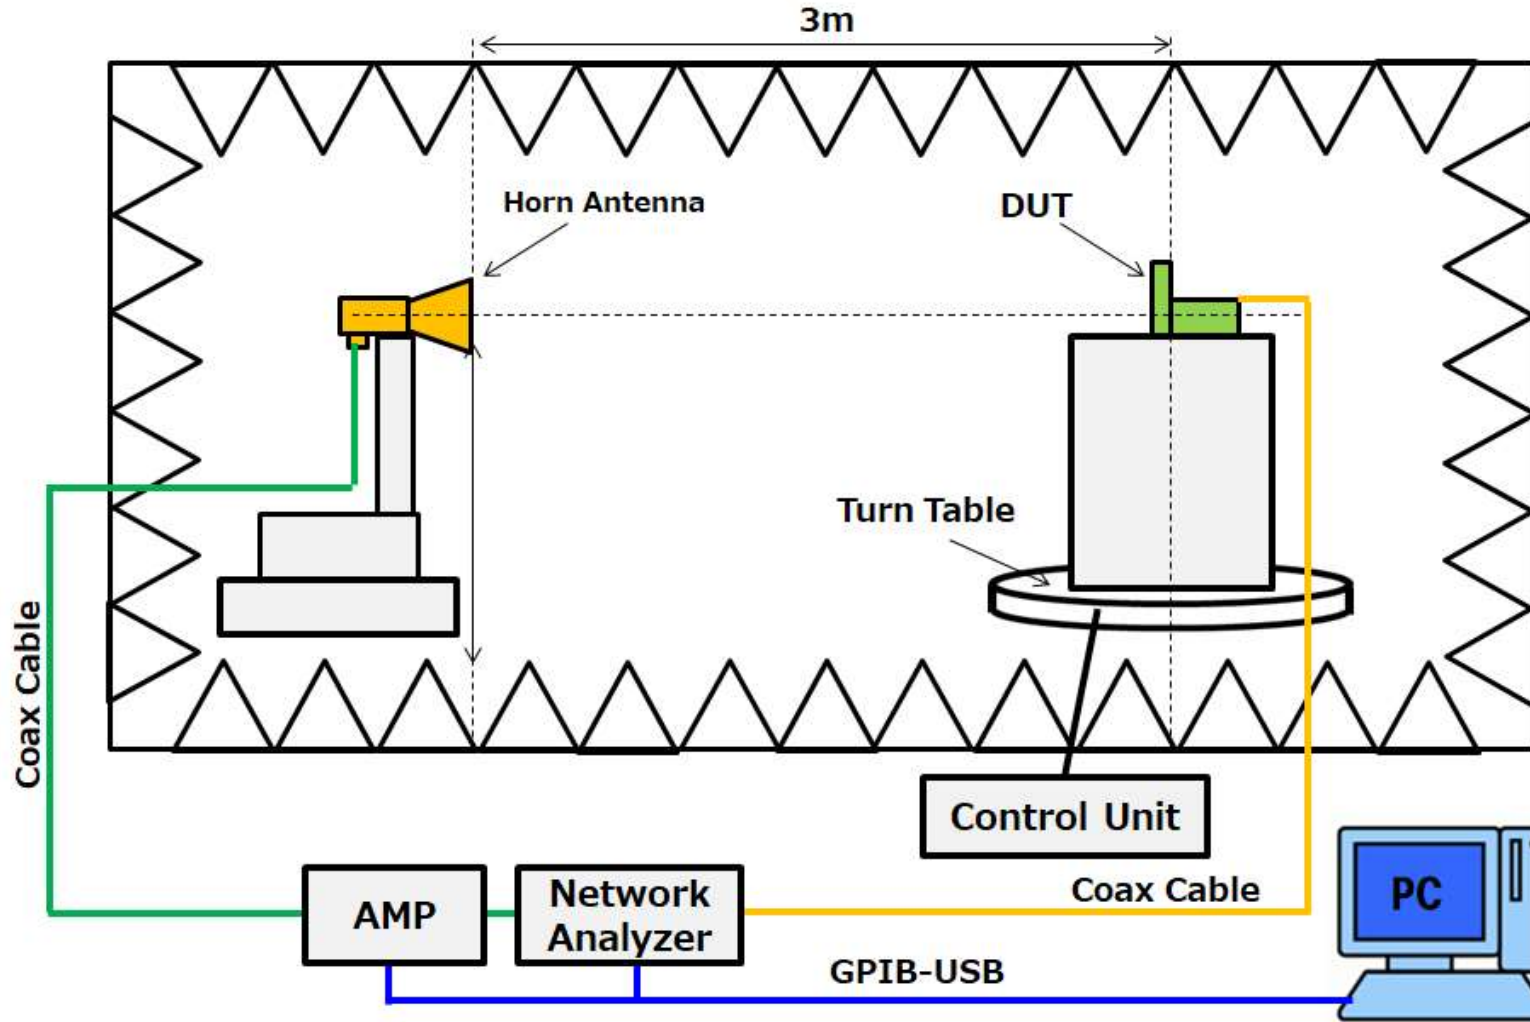 3m
Horn Antenna
DUT
Turn Table
Coax Cable
Control Unit
AMP
Network
Analyzer
Coax Cable
PC
GPIB-USB